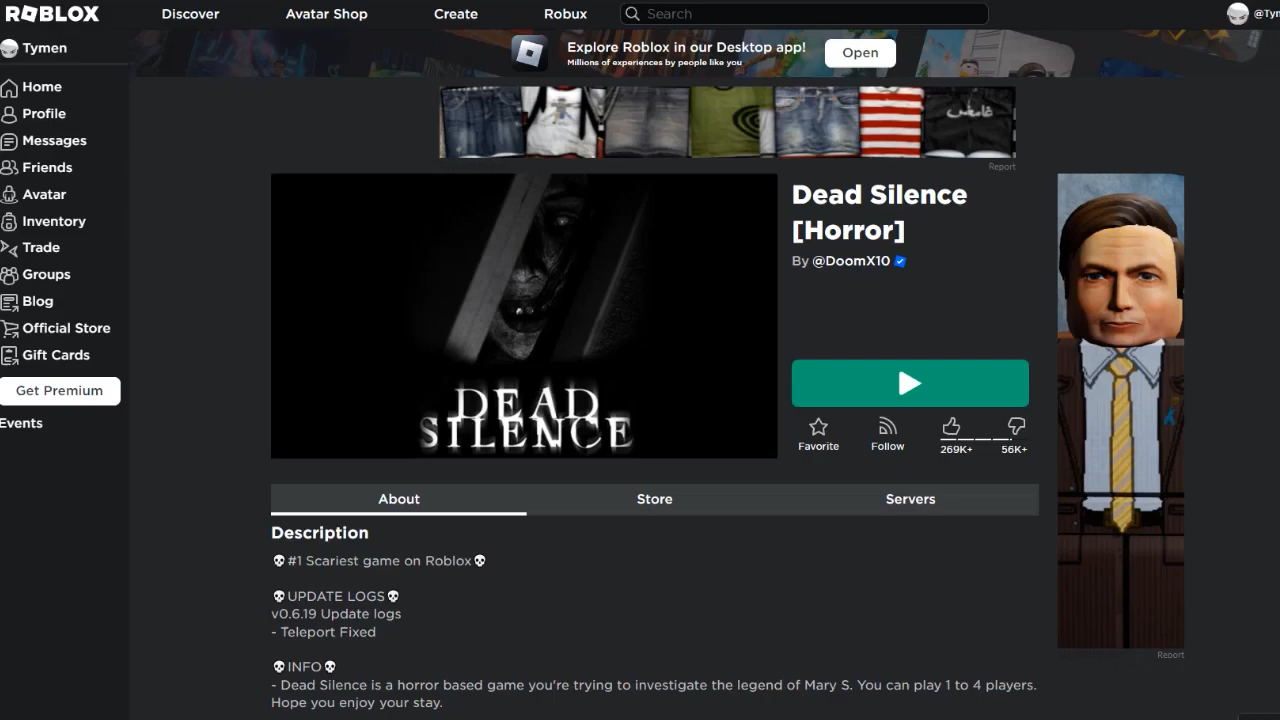 ROBLOX Discover Avatar Shop Create Robux Search @Tym
Tymen
Explore Roblox in our Desktop app!
Millions of experiences by people like you
Open
Home
Profile
Messages
Friends
Avatar
Inventory
Trade
Groups
Blog
Official Store
Gift Cards
Get Premium
Events
غامض
Report
DEAD
SILENCE
Dead Silence
[Horror]
By @DoomX10
Favorite Follow 269K+ 56K+
Report
About Store Servers
Description
💀#1 Scariest game on Roblox💀
💀UPDATE LOGS💀
v0.6.19 Update logs
- Teleport Fixed
💀INFO💀
- Dead Silence is a horror based game you're trying to investigate the legend of Mary S. You can play 1 to 4 players.
Hope you enjoy your stay.